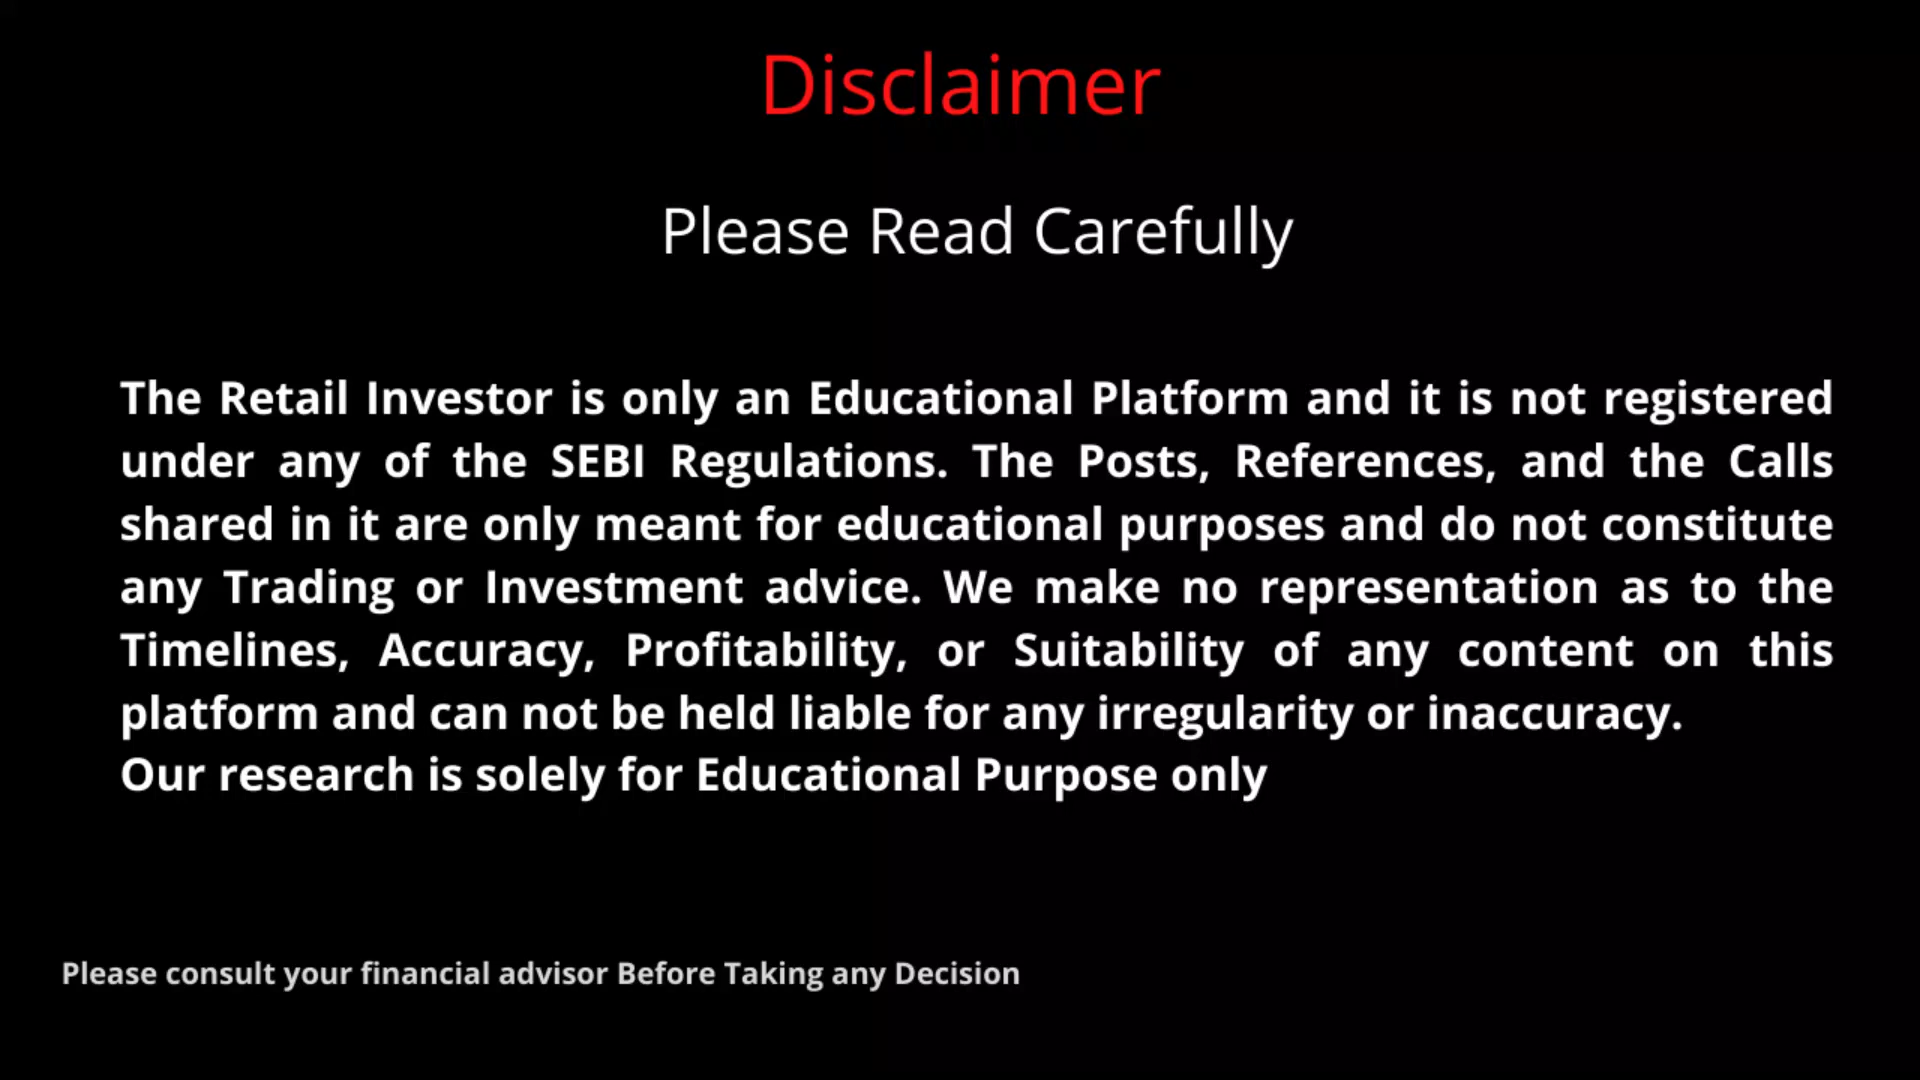 Disclaimer
Please Read Carefully
The Retail Investor is only an Educational Platform and it is not registered
under any of the SEBI Regulations. The Posts, References, and the Calls
shared in it are only meant for educational purposes and do not constitute
any Trading or Investment advice. We make no representation as to the
Timelines, Accuracy, Profitability, or Suitability of any content on this
platform and can not be held liable for any irregularity or inaccuracy.
Our research is solely for Educational Purpose only
Please consult your financial advisor Before Taking any Decision